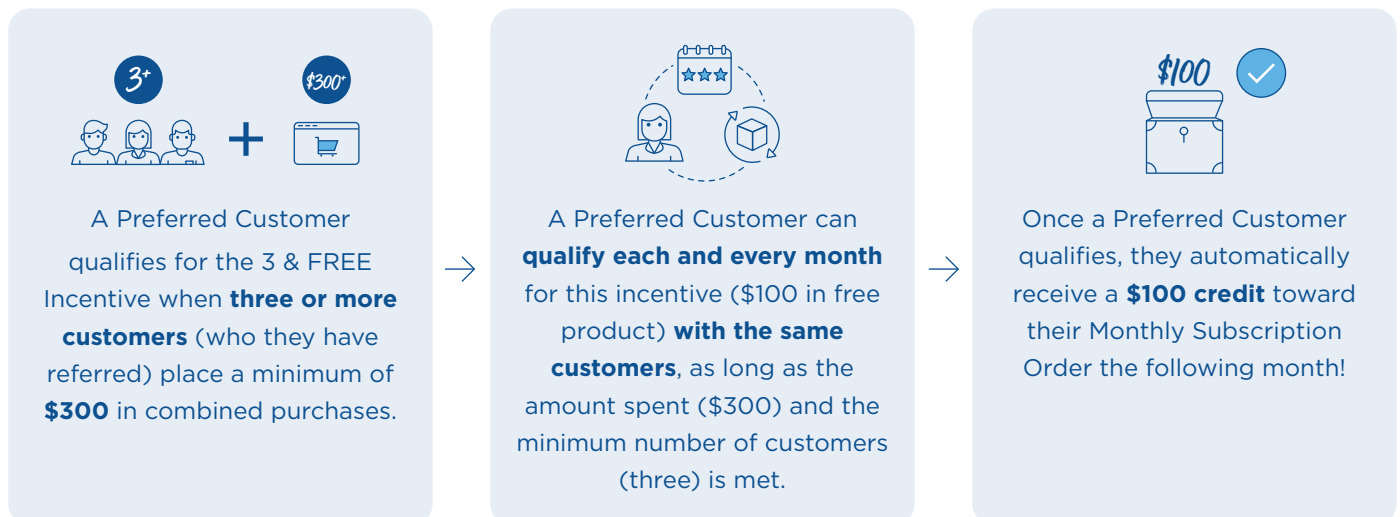 3+
$300+
A Preferred Customer
qualifies for the 3 & FREE
Incentive when three or more
customers (who they have
referred) place a minimum of
$300 in combined purchases.
A Preferred Customer can
qualify each and every month
for this incentive ($100 in free
product) with the same
customers, as long as the
amount spent ($300) and the
minimum number of customers
(three) is met.
$100
Once a Preferred Customer
qualifies, they automatically
receive a $100 credit toward
their Monthly Subscription
Order the following month!